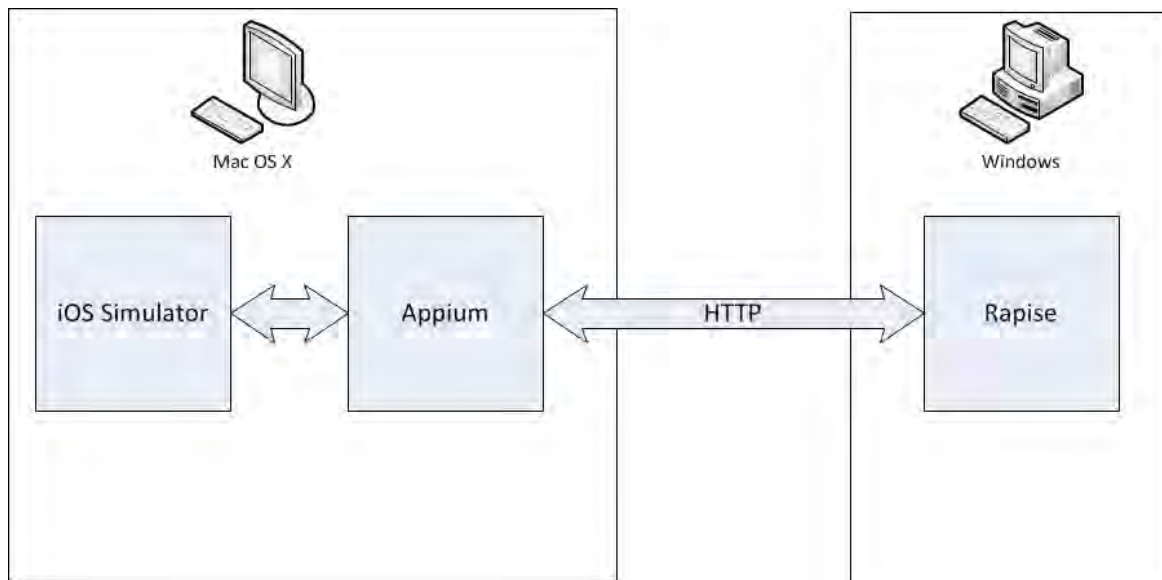 Mac OS X
Windows
iOS Simulator
Appium
HTTP
Rapise